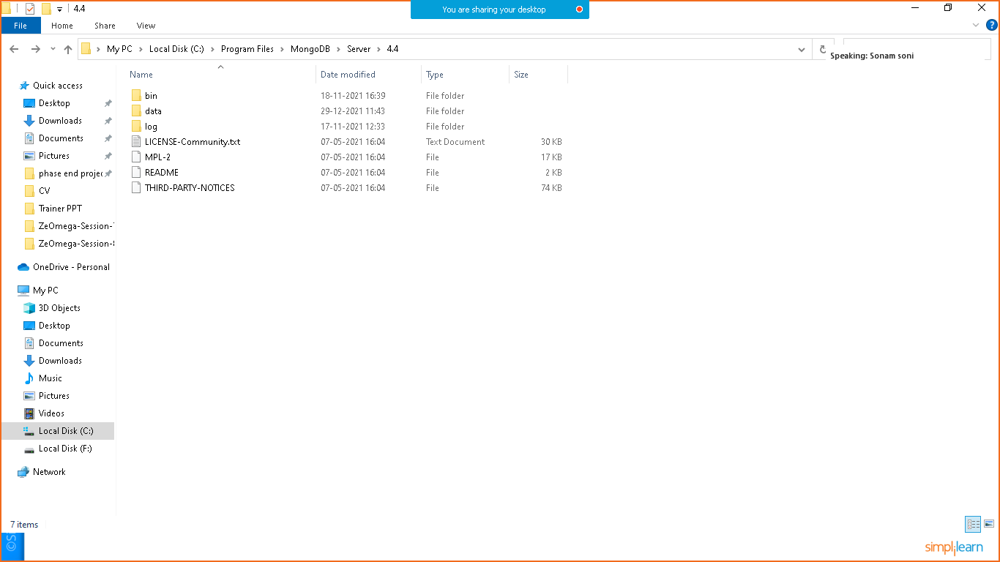 4.4
You are sharing your desktop
File Home Share View
My PC Local Disk (C:) Program Files MongoDB Server 4.4
Speaking: Sonam soni
Name Date modified Type Size
Quick access
Desktop
Downloads
Documents
Pictures
phase end projec
CV
Trainer PPT
ZeOmega-Session-
ZeOmega-Session-
OneDrive - Personal
My PC
3D Objects
Desktop
Documents
Downloads
Music
Pictures
Videos
Local Disk (C:)
Local Disk (F:)
Network
bin 18-11-2021 16:39 File folder
data 29-12-2021 11:43 File folder
log 17-11-2021 12:33 File folder
LICENSE-Community.txt 07-05-2021 16:04 Text Document 30 KB
MPL-2 07-05-2021 16:04 File 17 KB
README 07-05-2021 16:04 File 2 KB
THIRD-PARTY-NOTICES 07-05-2021 16:04 File 74 KB
7 items
©S
simplilearn